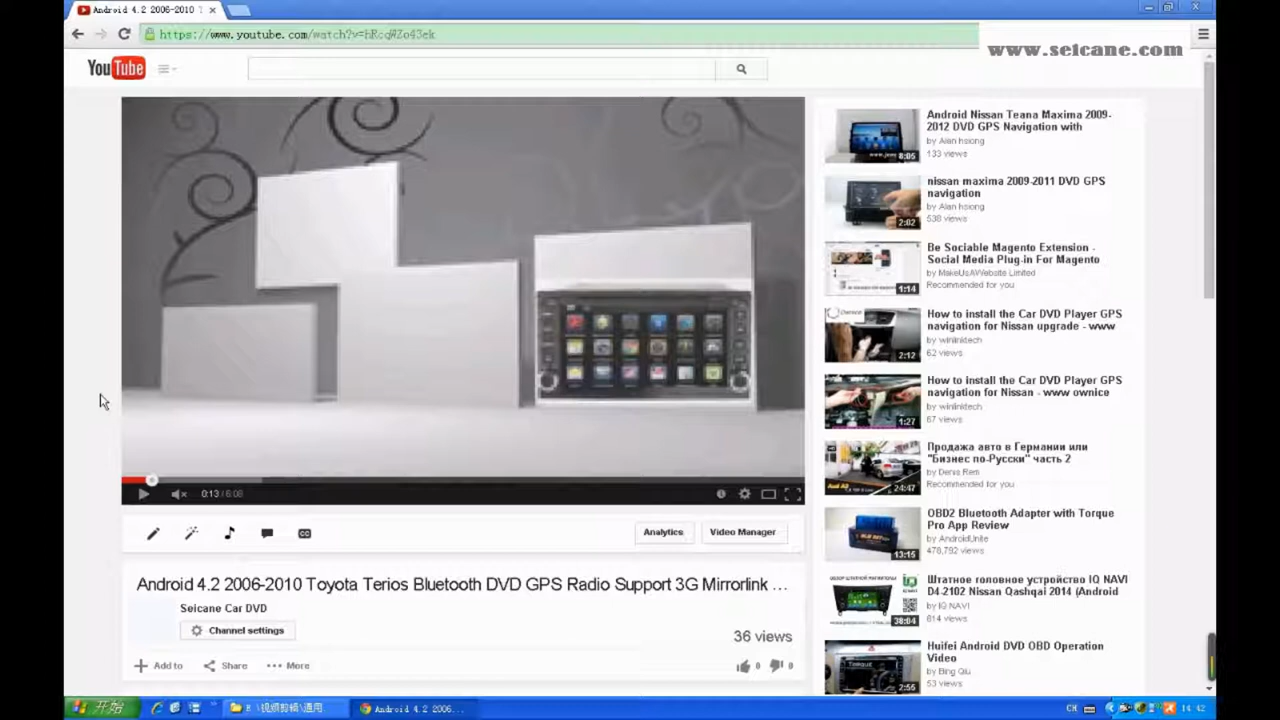 Android 4.2 2006-2010 T
https://www.youtube.com/watch?v=hRcqWZo43ek
www.seicane.com
YouTube
Android Nissan Teana Maxima 2009-
2012 DVD GPS Navigation with
by Alan hsiong
133 views
8:05
nissan maxima 2009-2011 DVD GPS
navigation
by Alan hsiong
538 views
2:02
Be Sociable Magento Extension -
Social Media Plug-in For Magento
by MakeUsAWebsite Limited
Recommended for you
1:14
How to install the Car DVD Player GPS
navigation for Nissan upgrade - www
by winlinktech
62 views
2:12
How to install the Car DVD Player GPS
navigation for Nissan - www ownice
by winlinktech
67 views
1:27
Продажа авто в Германии или
"Бизнес по-Русски" часть 2
by Denis Rem
Recommended for you
24:47
OBD2 Bluetooth Adapter with Torque
Pro App Review
by AndroidUnite
478,792 views
13:15
Штатное головное устройство IQ NAVI
D4-2102 Nissan Qashqai 2014 (Android
by IQ NAVI
814 views
38:04
Huifei Android DVD OBD Operation
Video
by Bing Qiu
53 views
2:55
0:13 / 6:08
Analytics
Video Manager
Android 4.2 2006-2010 Toyota Terios Bluetooth DVD GPS Radio Support 3G Mirrorlink ...
Seicane Car DVD
Channel settings
36 views
Add to
Share
More
0
0
开始
Android 4.2 2006...
CH
14:42